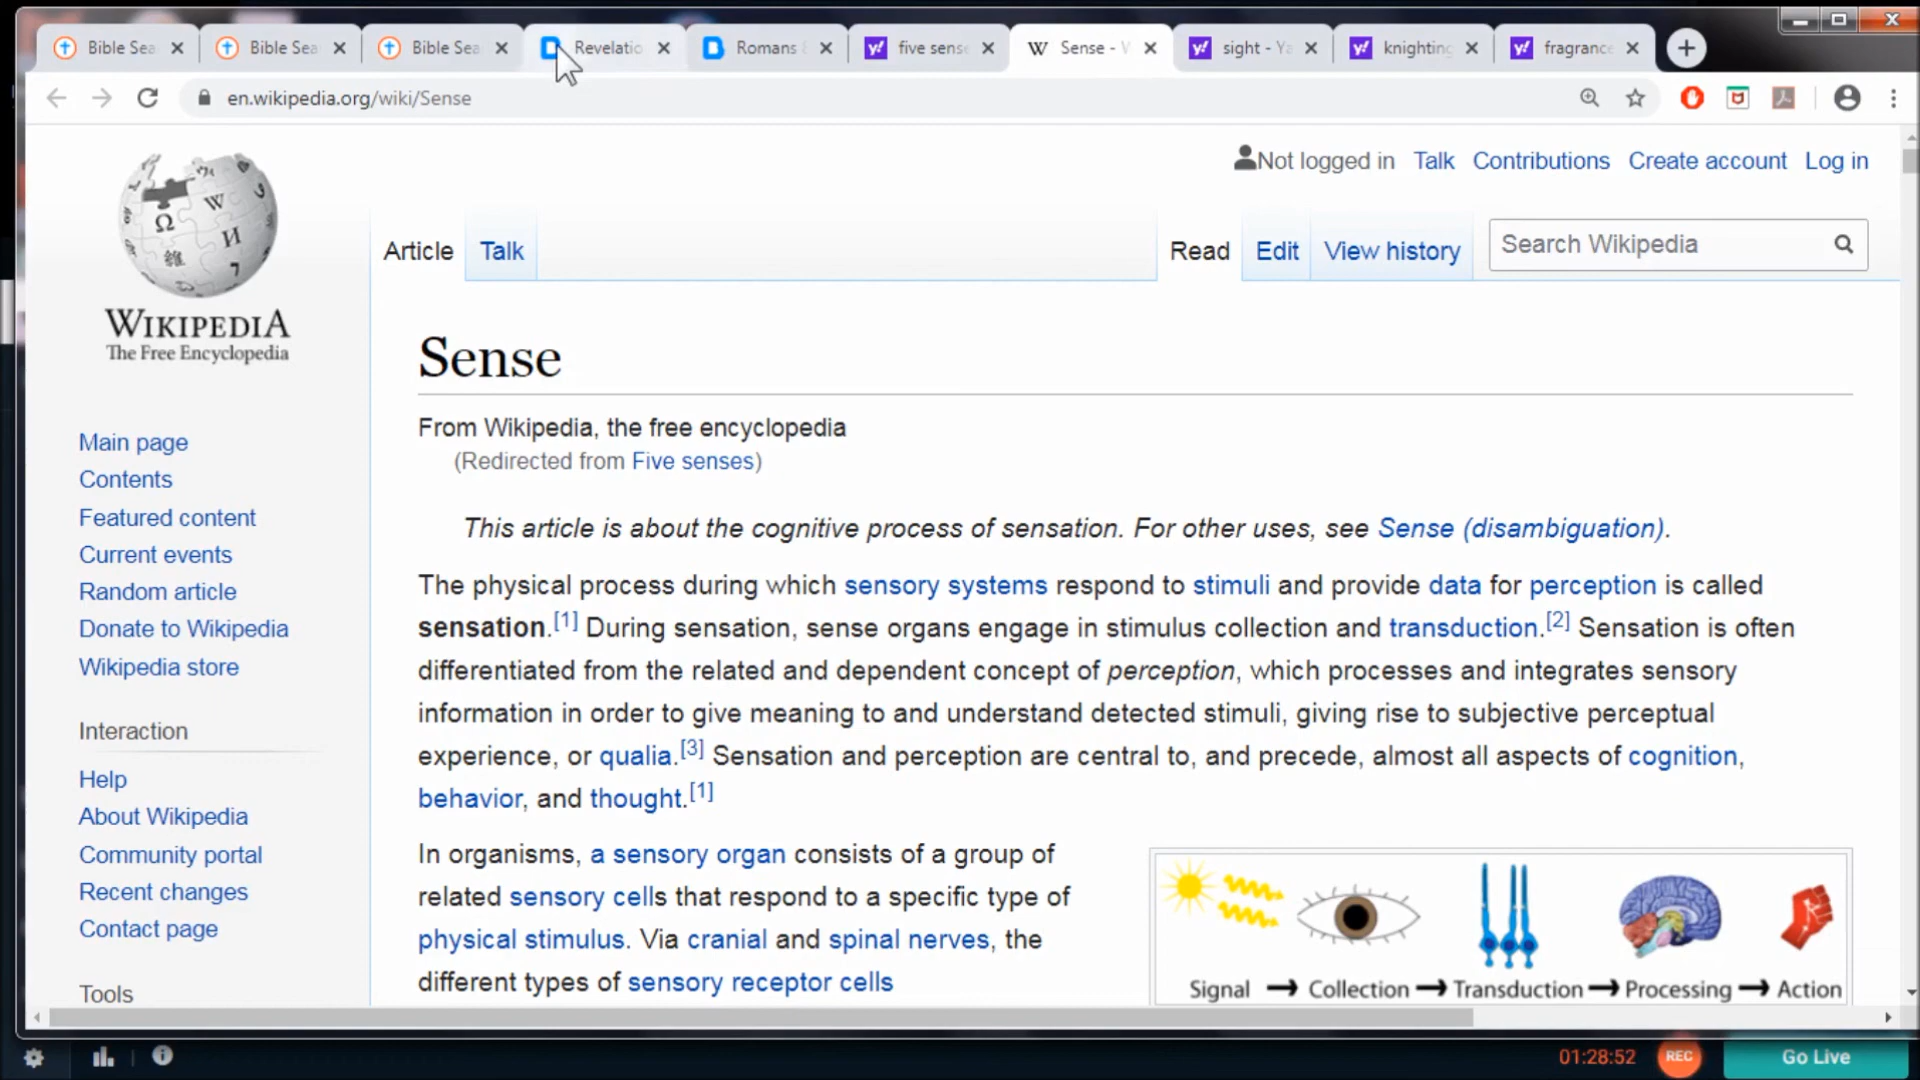 Bible Sea
Bible Sea
Bible Sea
Revelatio
Romans 8
five sense
Sense - W
sight - Ya
knighting
fragrance
en.wikipedia.org/wiki/Sense
Not logged in Talk Contributions Create account Log in
Article Talk Read Edit View history Search Wikipedia
WIKIPEDIA
The Free Encyclopedia
Sense
From Wikipedia, the free encyclopedia
(Redirected from Five senses)
This article is about the cognitive process of sensation. For other uses, see Sense (disambiguation).
The physical process during which sensory systems respond to stimuli and provide data for perception is called
sensation.[1] During sensation, sense organs engage in stimulus collection and transduction.[2] Sensation is often
differentiated from the related and dependent concept of perception, which processes and integrates sensory
information in order to give meaning to and understand detected stimuli, giving rise to subjective perceptual
experience, or qualia.[3] Sensation and perception are central to, and precede, almost all aspects of cognition,
behavior, and thought.[1]
In organisms, a sensory organ consists of a group of
related sensory cells that respond to a specific type of
physical stimulus. Via cranial and spinal nerves, the
different types of sensory receptor cells
Signal → Collection → Transduction → Processing → Action
Main page
Contents
Featured content
Current events
Random article
Donate to Wikipedia
Wikipedia store
Interaction
Help
About Wikipedia
Community portal
Recent changes
Contact page
Tools
01:28:52 REC Go Live